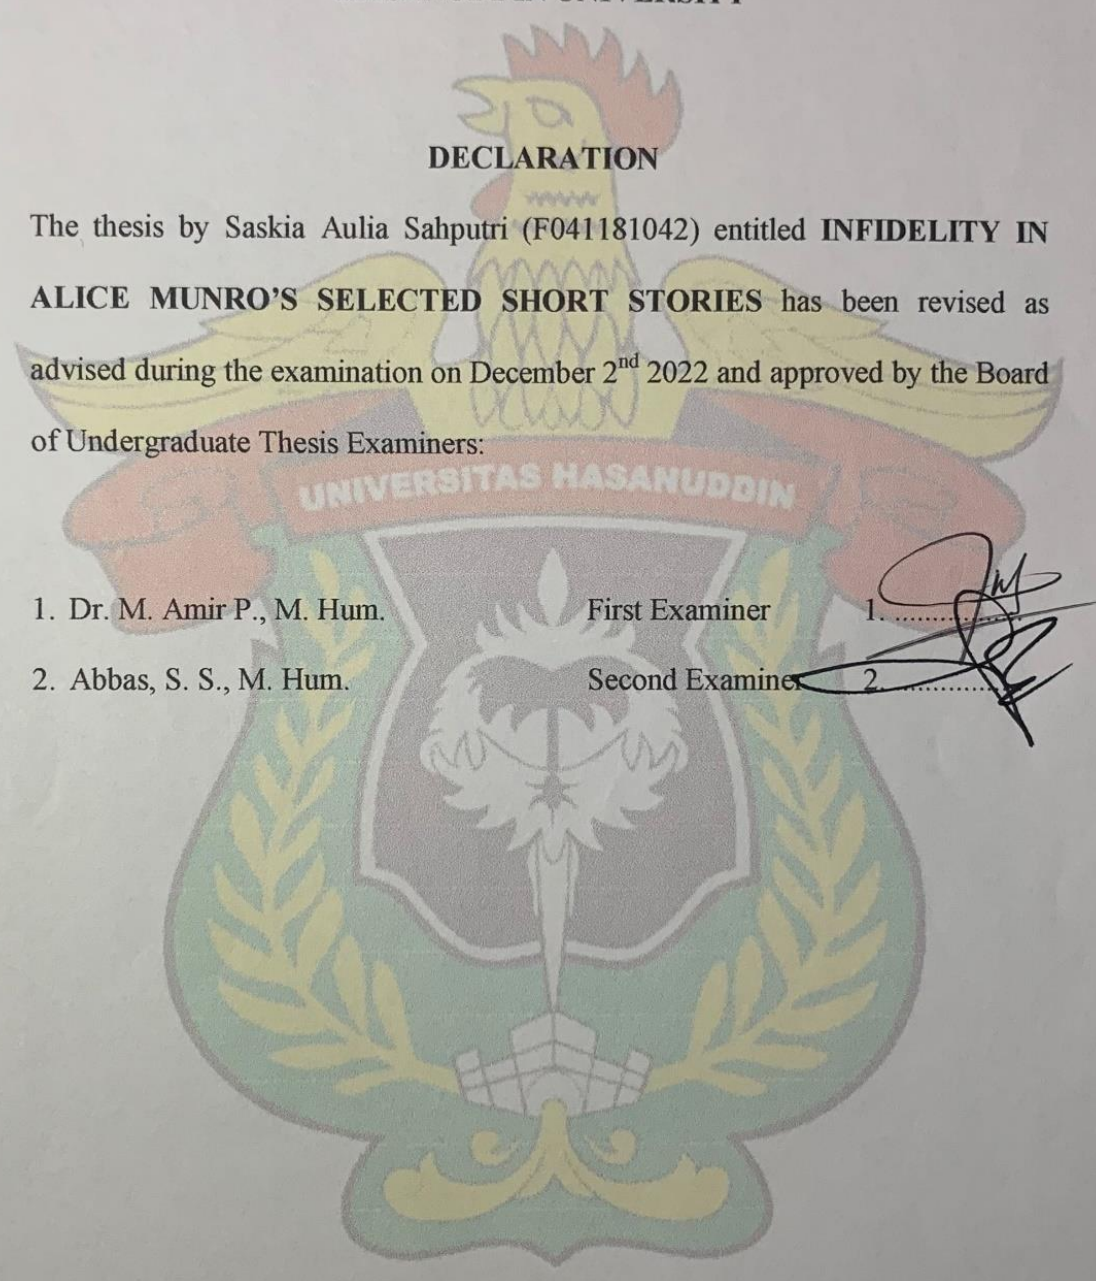 DECLARATION
The thesis by Saskia Aulia Sahputri (F041181042) entitled INFIDELITY IN
ALICE MUNRO'S SELECTED SHORT STORIES has been revised as
advised during the examination on December 2nd 2022 and approved by the Board
of Undergraduate Thesis Examiners:
UNIVERSITAS HASANUDDIN
1. Dr. M. Amir P., M. Hum. First Examiner 1. ................
2. Abbas, S. S., M. Hum. Second Examiner 2. ................